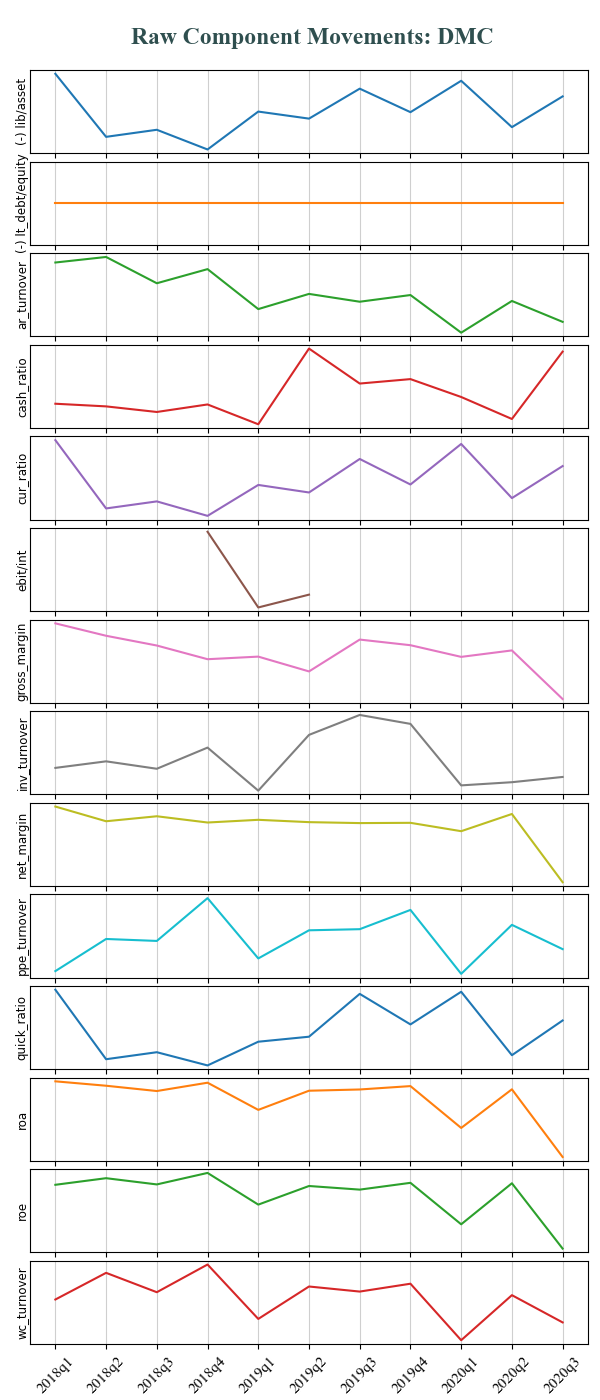 Raw Component Movements: DMC
(-) lib/asset
(-) lt_debt/equity
ar_turnover
cash_ratio
cur_ratio
ebit/int
gross_margin
inv_turnover
net_margin
ppe_turnover
quick_ratio
roa
roe
wc_turnover
2018q1 2018q2 2018q3 2018q4 2019q1 2019q2 2019q3 2019q4 2020q1 2020q2 2020q3